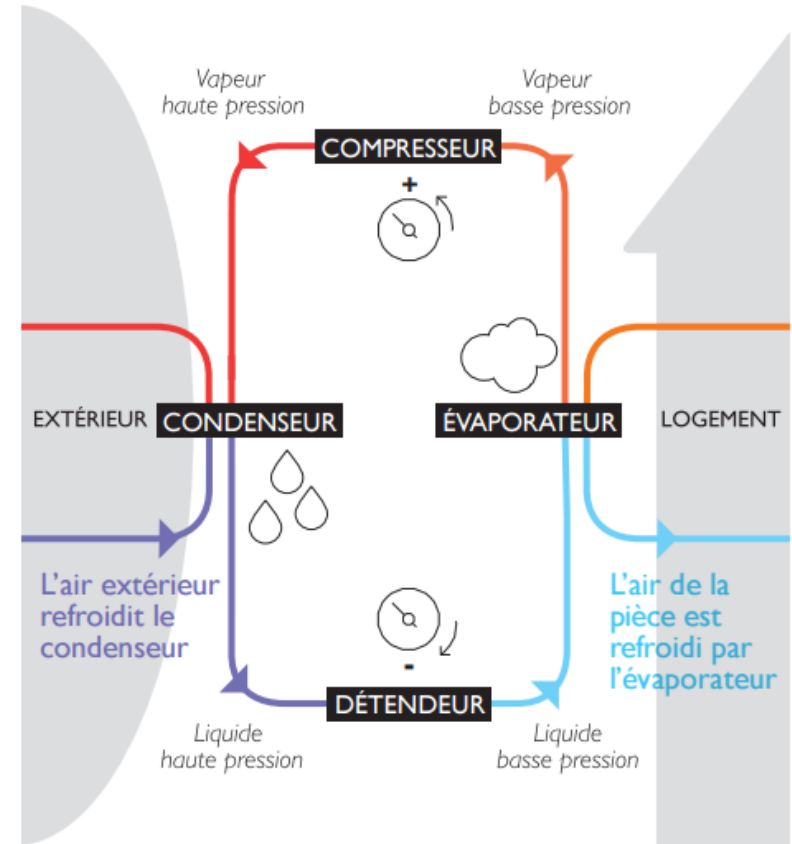 Vapeur
haute pression
Vapeur
basse pression
COMPRESSEUR
+
EXTÉRIEUR
CONDENSEUR
ÉVAPORATEUR
LOGEMENT
L'air extérieur
refroidit le
condenseur
L'air de la
pièce est
refroidi par
l'évaporateur
-
DÉTENDEUR
Liquide
haute pression
Liquide
basse pression